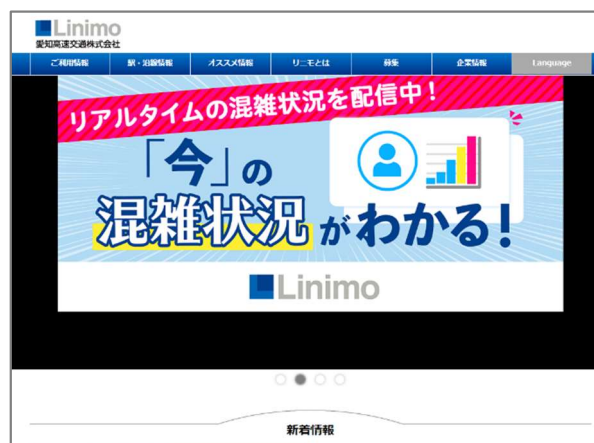 Linimo
愛知高速交通株式会社
ご利用情報 駅・沿線情報 オススメ情報 リニモとは 募集 企業情報 Language
リアルタイムの混雑状況を配信中!
「今」の
混雑状況がわかる!
Linimo
新着情報